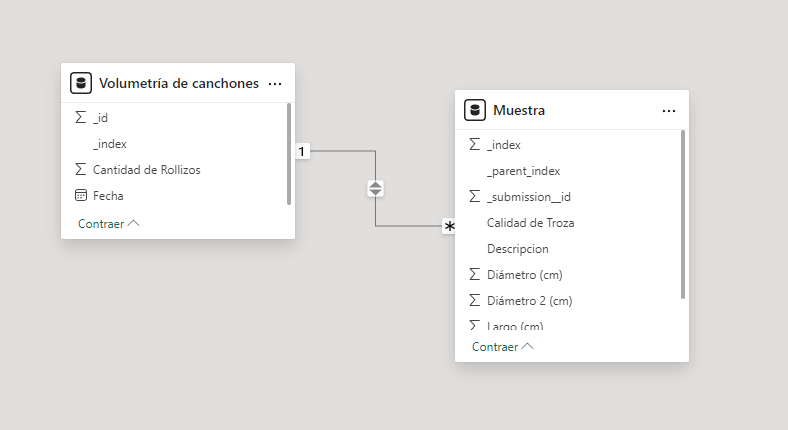 Volumetría de canchones ...
∑ _id
_index
∑ Cantidad de Rollizos
Fecha
Contraer
1
*
Muestra ...
∑ _index
_parent_index
∑ _submission__id
Calidad de Troza
Descripcion
∑ Diámetro (cm)
∑ Diámetro 2 (cm)
∑ Largo (cm)
Contraer